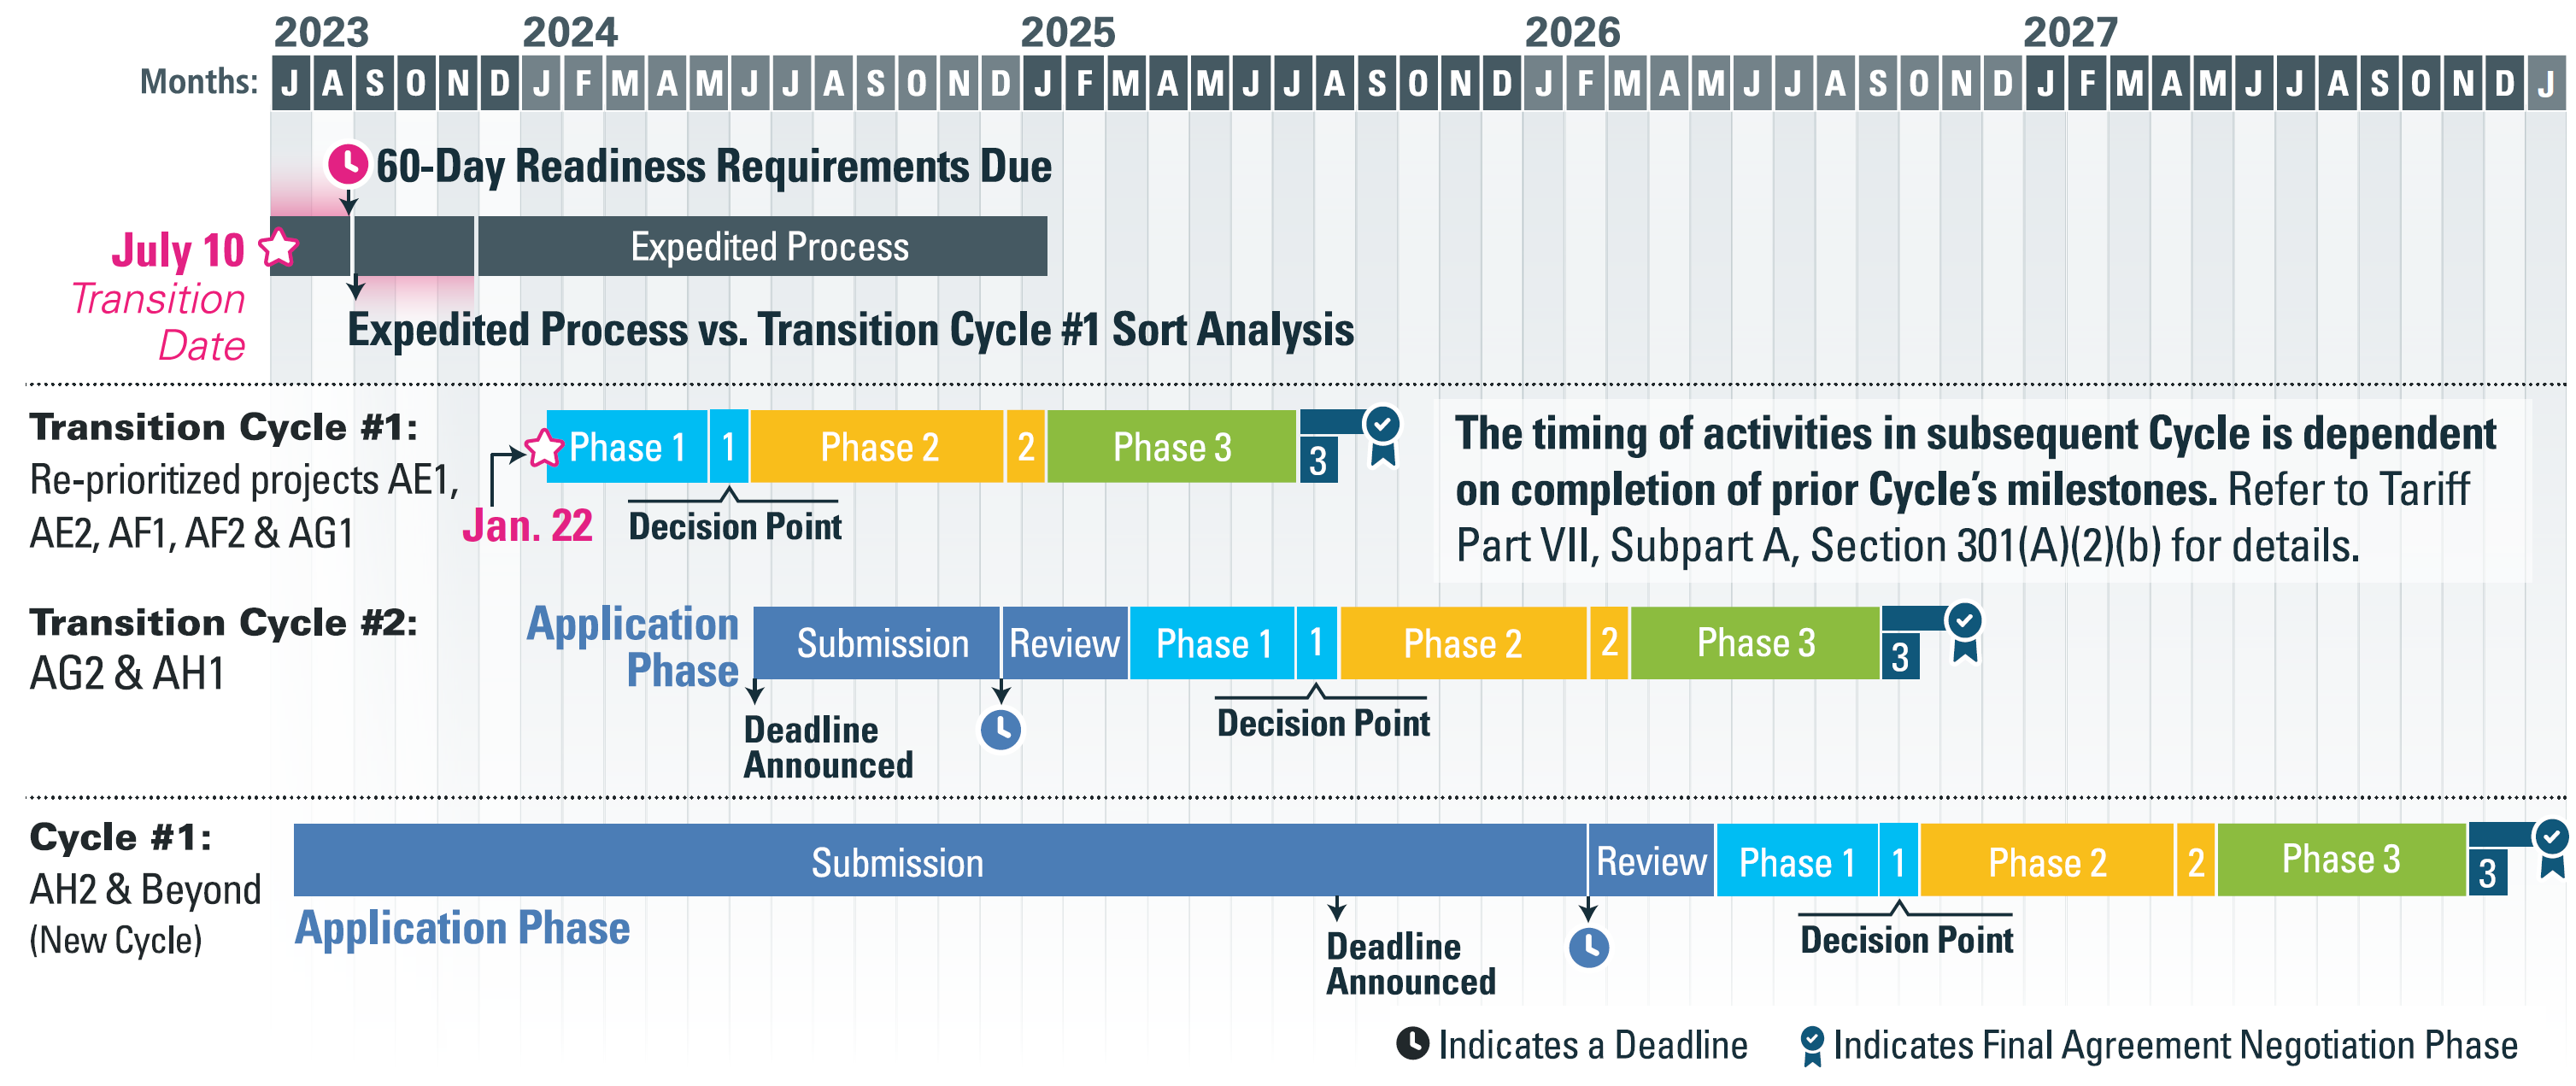 2023 2024 2025 2026 2027
Months: J A S O N D J F M A M J J A S O N D J F M A M J J A S O N D J F M A M J J A S O N D J F M A M J J A S O N D J
60-Day Readiness Requirements Due
July 10
Transition
Date
Expedited Process
Expedited Process vs. Transition Cycle #1 Sort Analysis
Transition Cycle #1:
Re-prioritized projects AE1,
AE2, AF1, AF2 & AG1
Jan. 22
Phase 1 1 Phase 2 2 Phase 3 3
Decision Point
The timing of activities in subsequent Cycle is dependent
on completion of prior Cycle's milestones. Refer to Tariff
Part VII, Subpart A, Section 301(A)(2)(b) for details.
Transition Cycle #2:
AG2 & AH1
Application
Phase
Submission Review Phase 1 1 Phase 2 2 Phase 3 3
Deadline
Announced
Decision Point
Cycle #1:
AH2 & Beyond
(New Cycle)
Submission Review Phase 1 1 Phase 2 2 Phase 3 3
Application Phase
Deadline
Announced
Decision Point
Indicates a Deadline
Indicates Final Agreement Negotiation Phase